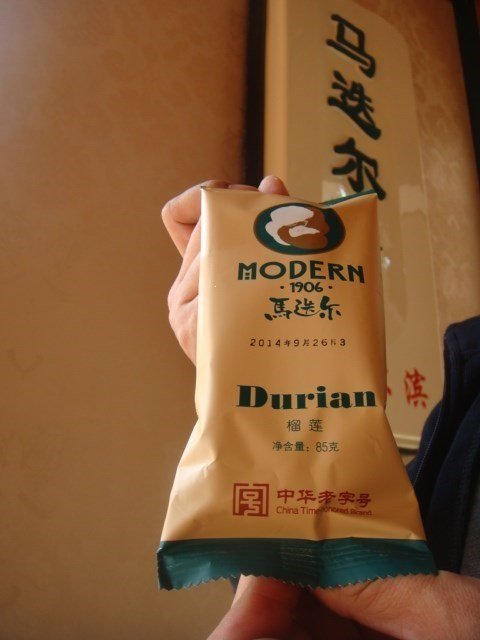 马迭尔
滨
MODERN
·1906·
馬迭尔
2014年9月26日3
Durian
榴莲
净含量：85克
中华老字号
China Time-honored Brand